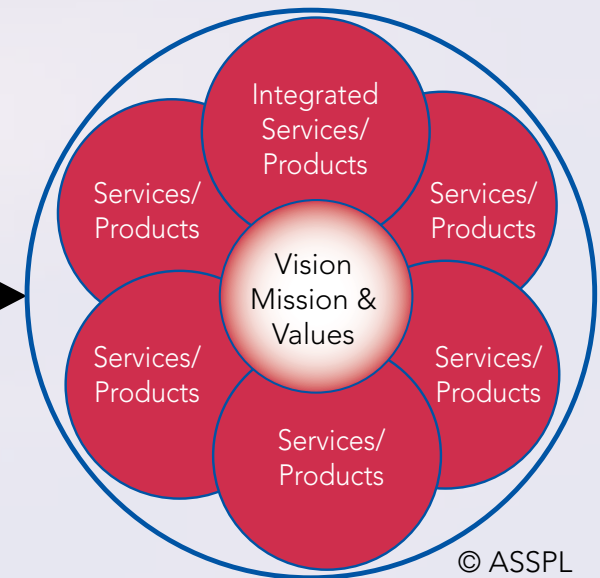 Integrated
Services/
Products
Services/
Products
Services/
Products
Vision
Mission &
Values
Services/
Products
Services/
Products
Services/
Products
© ASSPL